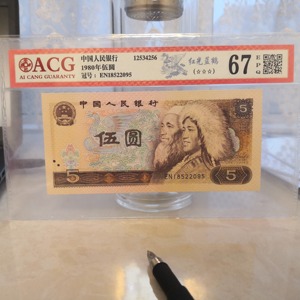 ACG
AI CANG GUARANTY
中国人民银行
1980年伍圆
冠号：EN18522095
12534256
红光蓝鹤
(☆☆☆)
67
E
P
G
中国人民银行
5
伍圆
5
5
EN18522095